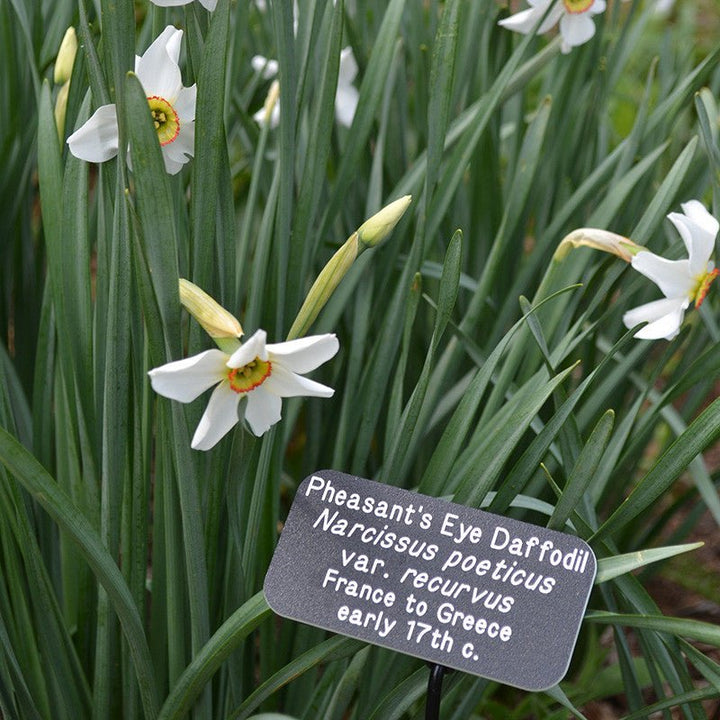 Pheasant's Eye Daffodil
Narcissus poeticus
var. recurvus
France to Greece
early 17th c.